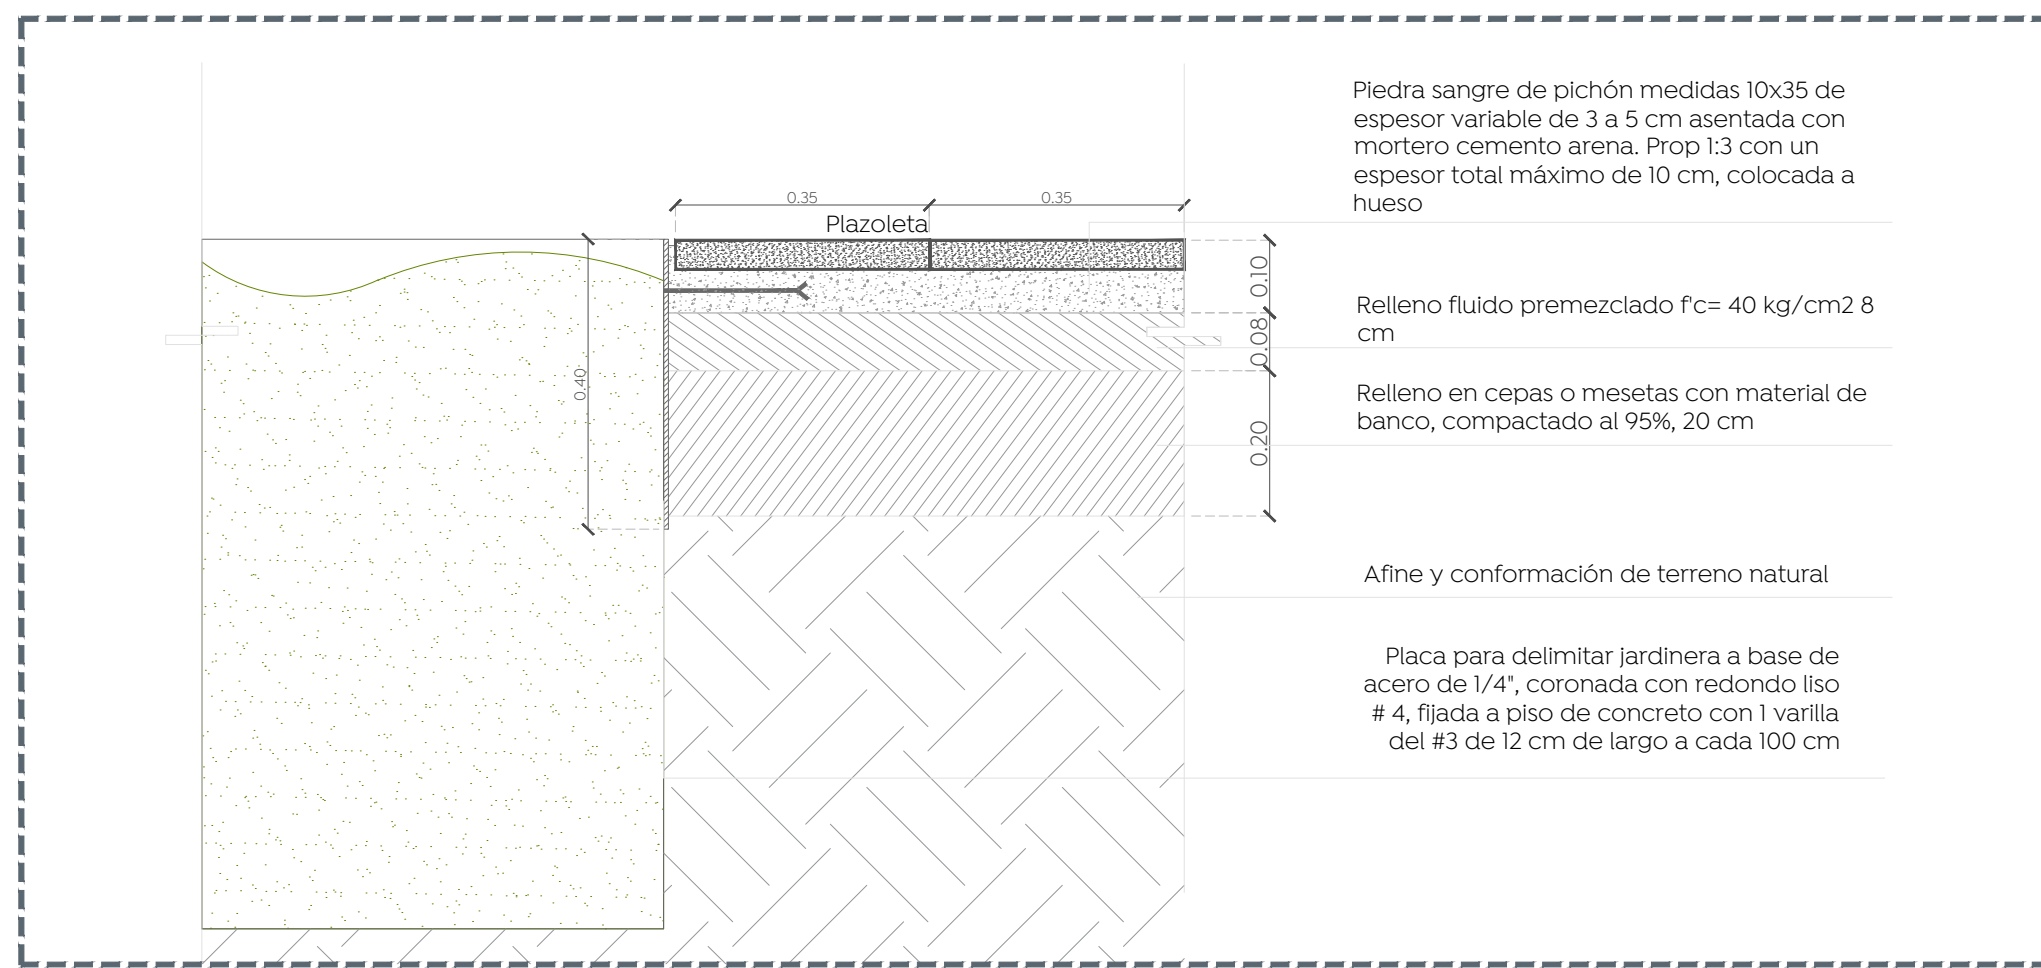 Piedra sangre de pichón medidas 10x35 de
espesor variable de 3 a 5 cm asentada con
mortero cemento arena. Prop 1:3 con un
espesor total máximo de 10 cm, colocada a
hueso
0.35
0.35
Plazoleta
0.10
Relleno fluido premezclado f'c= 40 kg/cm2 8
cm
0.08
0.40
Relleno en cepas o mesetas con material de
banco, compactado al 95%, 20 cm
0.20
Afine y conformación de terreno natural
Placa para delimitar jardinera a base de
acero de 1/4", coronada con redondo liso
# 4, fijada a piso de concreto con 1 varilla
del #3 de 12 cm de largo a cada 100 cm